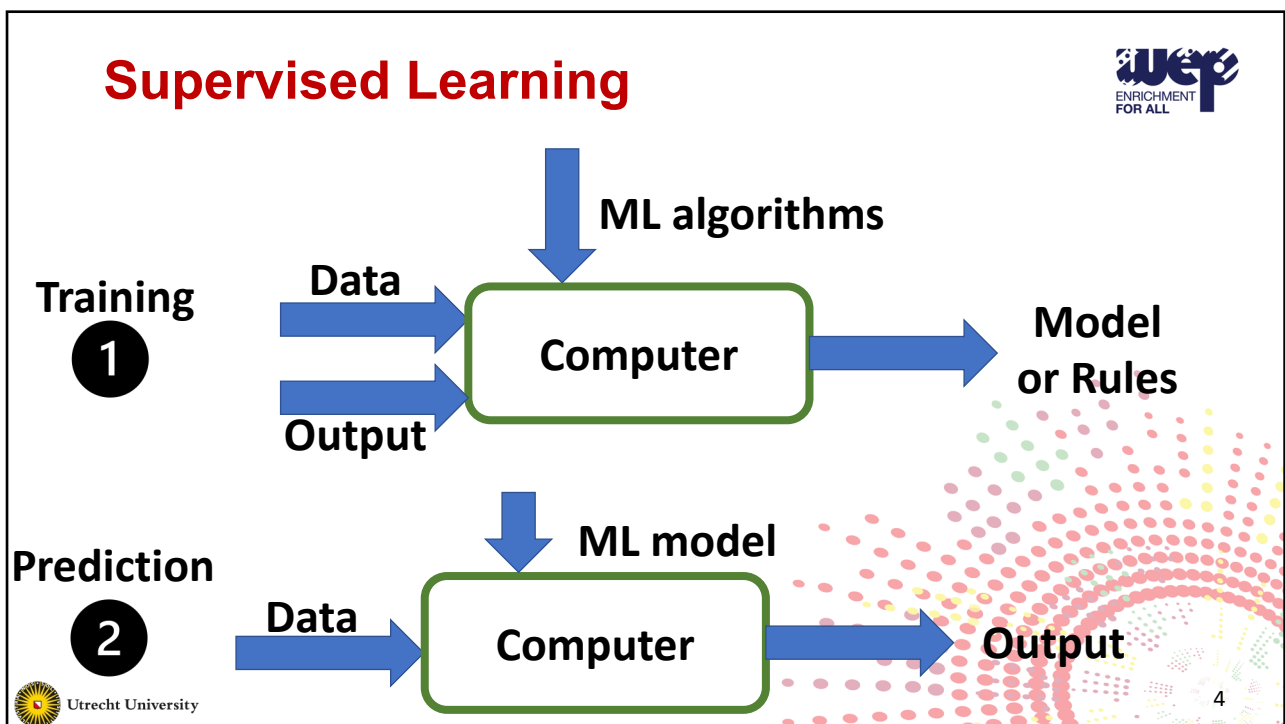 Supervised Learning
iiwep
ENRICHMENT
FOR ALL
ML algorithms
Training
1
Data
Output
Computer
Model
or Rules
ML model
Prediction
2
Data
Computer
Output
Utrecht University
4